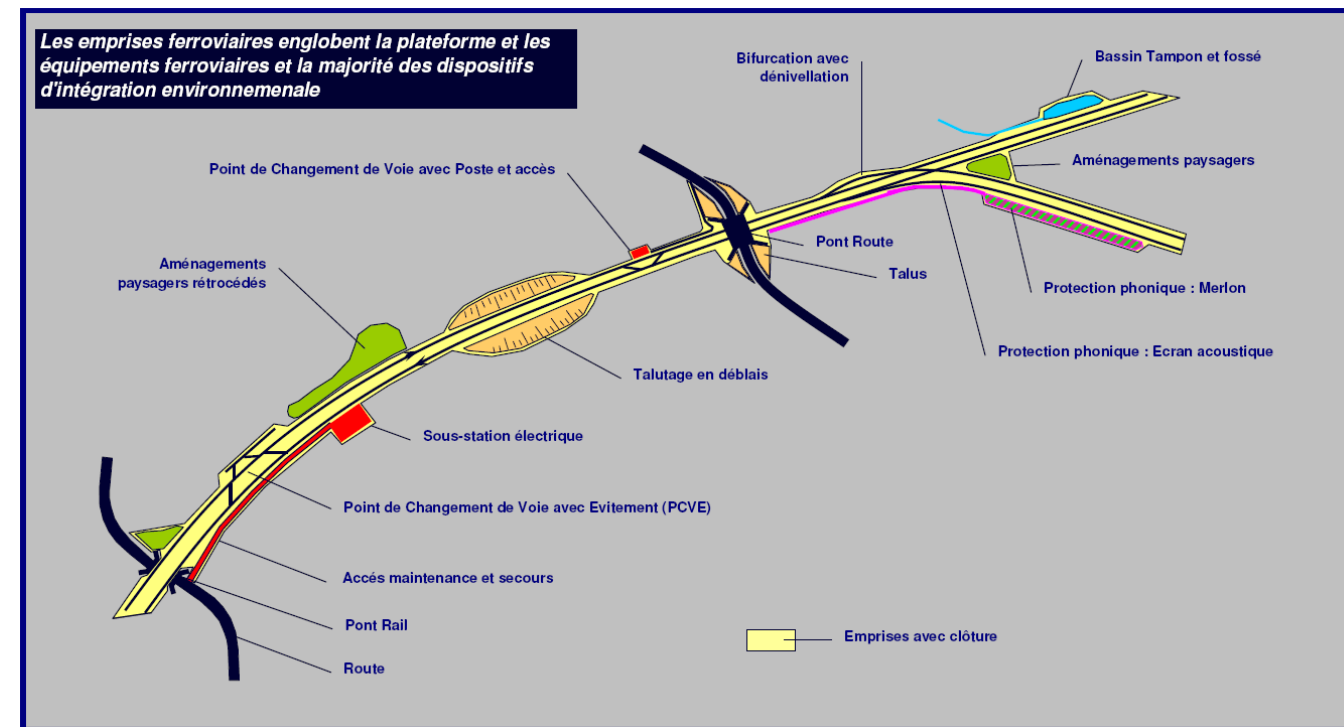 Les emprises ferroviaires englobent la plateforme et les
équipements ferroviaires et la majorité des dispositifs
d'intégration environnemenale
Bifurcation avec
dénivellation
Bassin Tampon et fossé
Point de Changement de Voie avec Poste et accès
Aménagements paysagers
Pont Route
Talus
Aménagements
paysagers rétrocédés
Protection phonique : Merlon
Protection phonique : Ecran acoustique
Talutage en déblais
Sous-station électrique
Point de Changement de Voie avec Evitement (PCVE)
Accés maintenance et secours
Pont Rail
Emprises avec clôture
Route